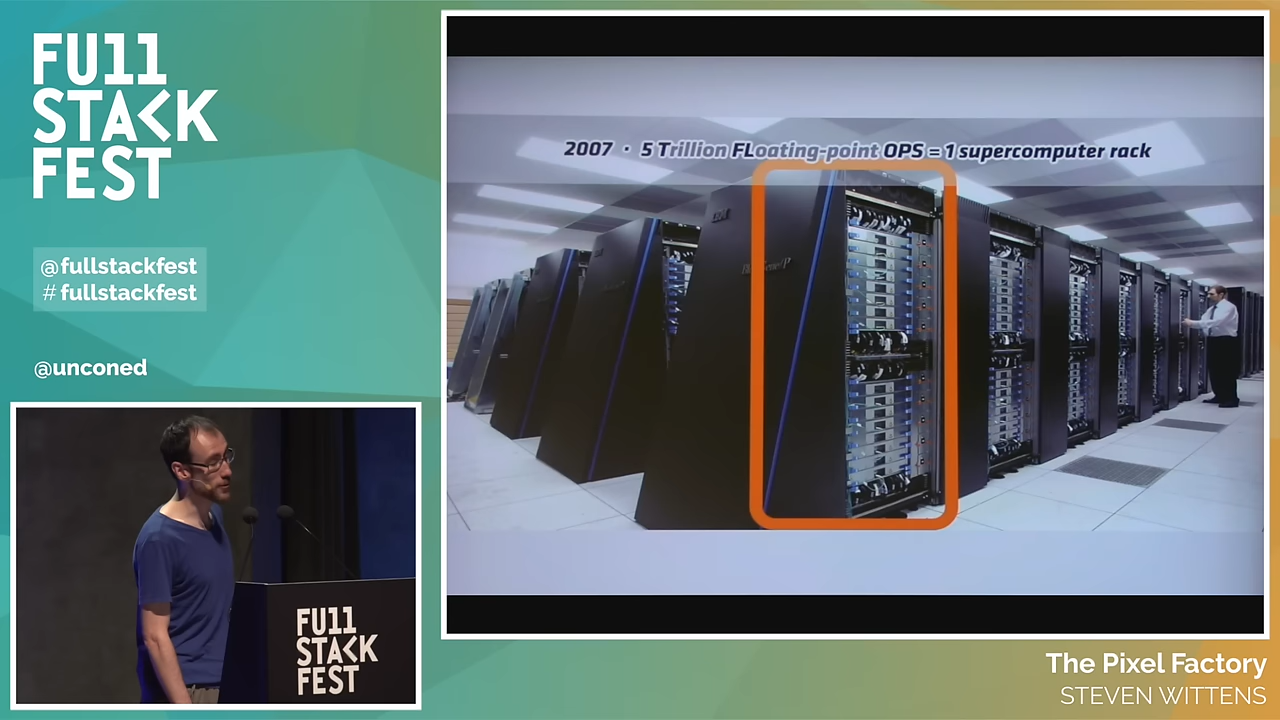 FU11
STACK
FEST
@fullstackfest
# fullstackfest
@unconed
2007 · 5 Trillion FLoating-point OPS = 1 supercomputer rack
IBM
FU11
STACK
FEST
The Pixel Factory
STEVEN WITTENS